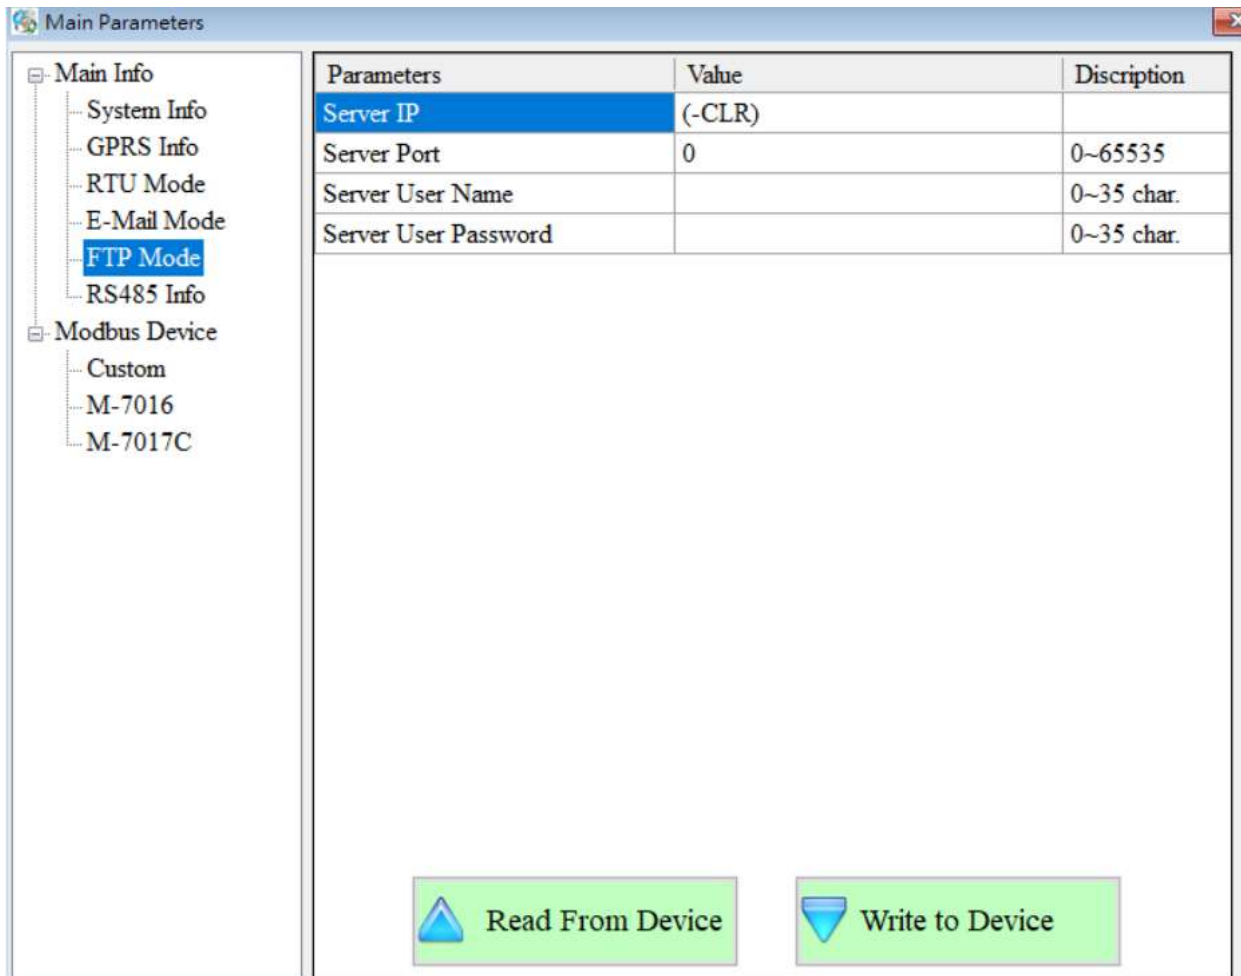 Main Parameters
Main Info
System Info
GPRS Info
RTU Mode
E-Mail Mode
FTP Mode
RS485 Info
Modbus Device
Custom
M-7016
M-7017C
Parameters Value Discription
Server IP (-CLR)
Server Port 0 0~65535
Server User Name 0~35 char.
Server User Password 0~35 char.
Read From Device Write to Device